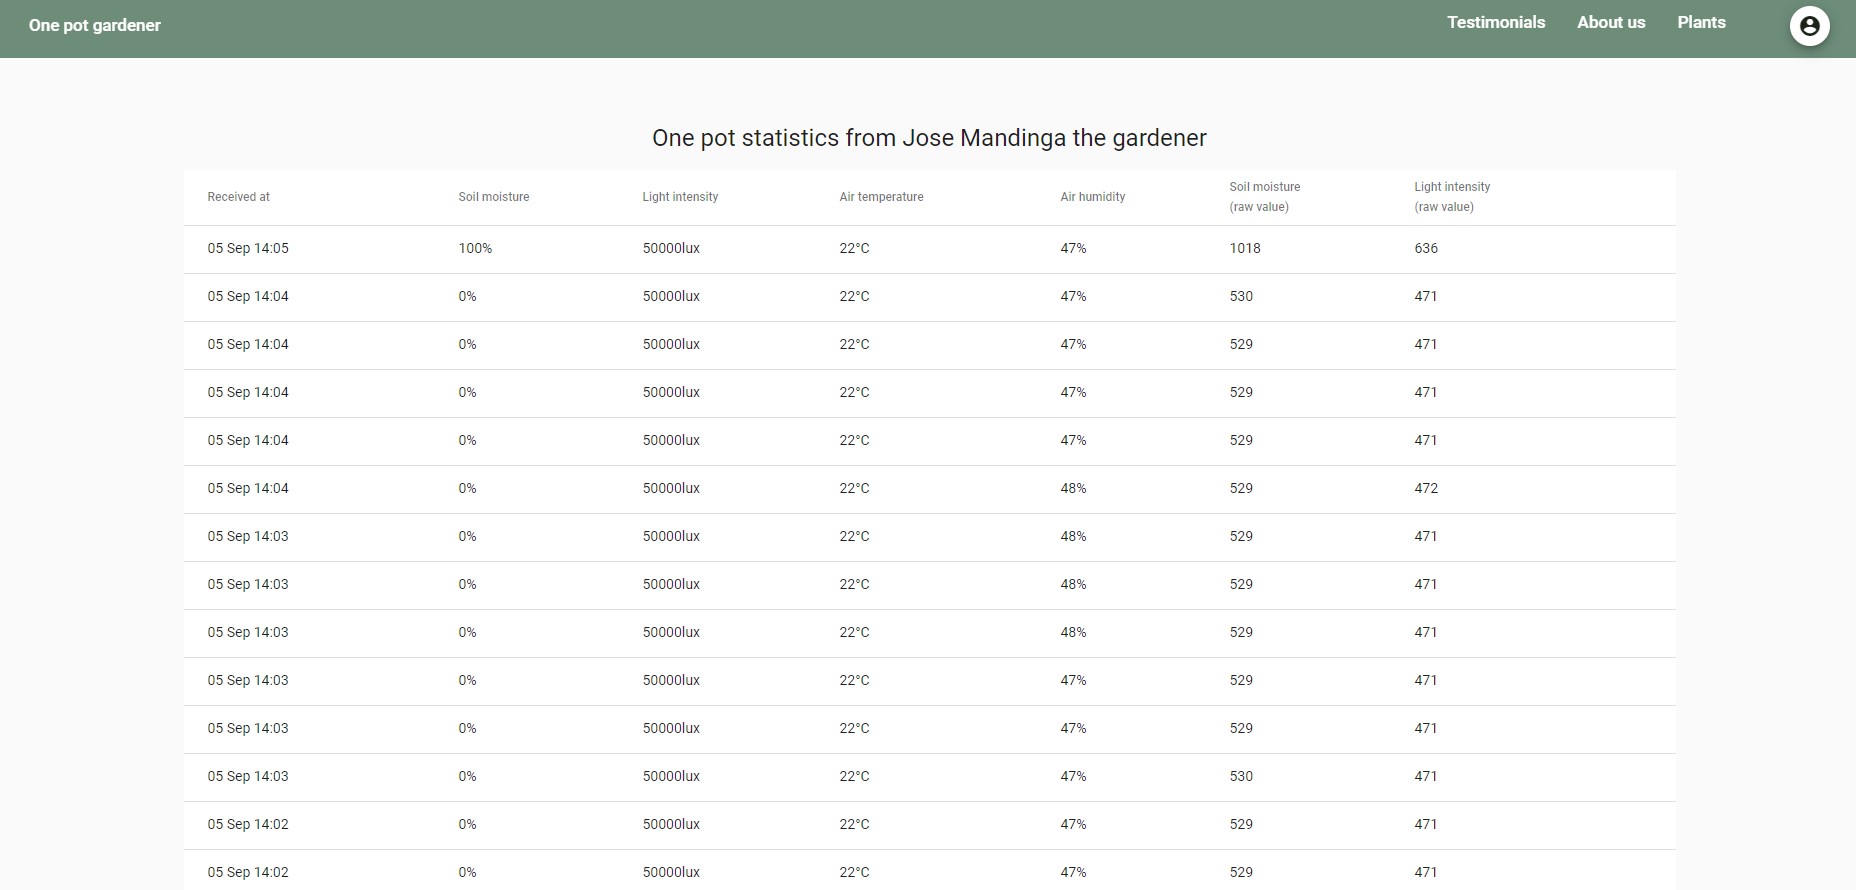 One pot gardener
Testimonials About us Plants
One pot statistics from Jose Mandinga the gardener
Received at Soil moisture Light intensity Air temperature Air humidity Soil moisture (raw value) Light intensity (raw value)
05 Sep 14:05 100% 50000lux 22°C 47% 1018 636
05 Sep 14:04 0% 50000lux 22°C 47% 530 471
05 Sep 14:04 0% 50000lux 22°C 47% 529 471
05 Sep 14:04 0% 50000lux 22°C 47% 529 471
05 Sep 14:04 0% 50000lux 22°C 47% 529 471
05 Sep 14:04 0% 50000lux 22°C 48% 529 472
05 Sep 14:03 0% 50000lux 22°C 48% 529 471
05 Sep 14:03 0% 50000lux 22°C 48% 529 471
05 Sep 14:03 0% 50000lux 22°C 48% 529 471
05 Sep 14:03 0% 50000lux 22°C 47% 529 471
05 Sep 14:03 0% 50000lux 22°C 47% 529 471
05 Sep 14:03 0% 50000lux 22°C 47% 530 471
05 Sep 14:02 0% 50000lux 22°C 47% 529 471
05 Sep 14:02 0% 50000lux 22°C 47% 529 471